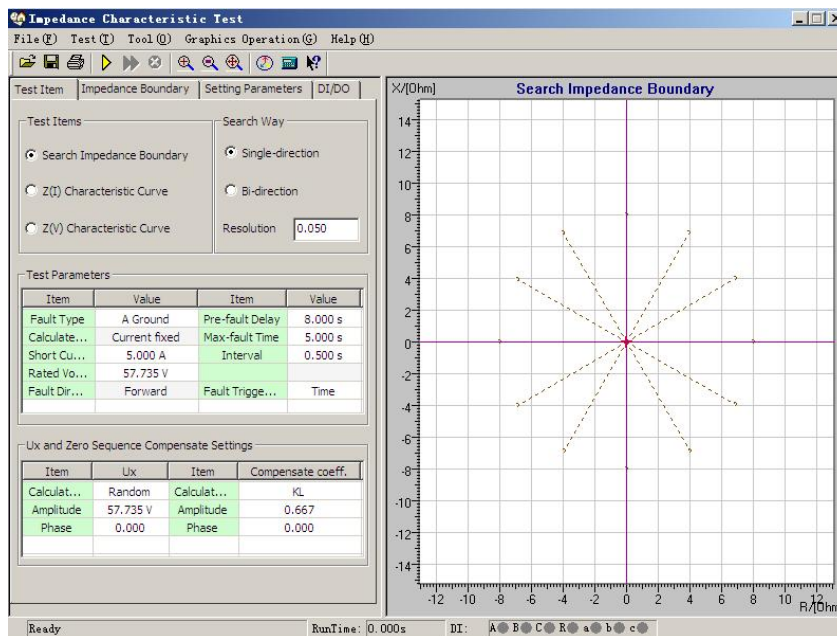 Impedance Characteristic Test
File(F) Test(T) Tool(O) Graphics Operation(G) Help(H)
Test Item Impedance Boundary Setting Parameters DI/DO
Test Items Search Way
Search Impedance Boundary Single-direction
Z(I) Characteristic Curve Bi-direction
Z(V) Characteristic Curve Resolution 0.050
Test Parameters
Item Value Item Value
Fault Type A Ground Pre-fault Delay 8.000 s
Calculate... Current fixed Max-fault Time 5.000 s
Short Cu... 5.000 A Interval 0.500 s
Rated Vo... 57.735 V
Fault Dir... Forward Fault Trigge... Time
Ux and Zero Sequence Compensate Settings
Item Ux Item Compensate coeff.
Calculat... Random Calculat... KL
Amplitude 57.735 V Amplitude 0.667
Phase 0.000 Phase 0.000
X/[Ohm] Search Impedance Boundary
14
12
10
8
6
4
2
0
-2
-4
-6
-8
-10
-12
-14
-12 -10 -8 -6 -4 -2 0 2 4 6 8 10 12
R/[Ohm
Ready RunTime: 0.000s DI: A B C R a b c